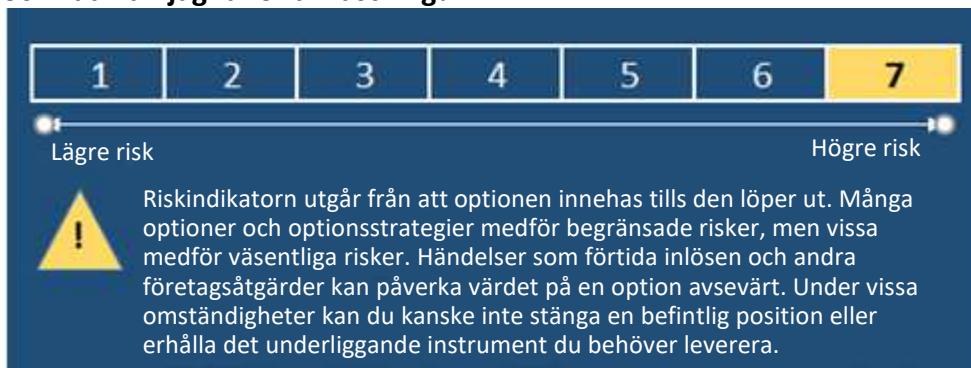 1 2 3 4 5 6 7
Lägre risk Högre risk
Riskindikatorn utgår från att optionen innehas tills den löper ut. Många
optioner och optionsstrategier medför begränsade risker, men vissa
medför väsentliga risker. Händelser som förtida inlösen och andra
företagsåtgärder kan påverka värdet på en option avsevärt. Under vissa
omständigheter kan du kanske inte stänga en befintlig position eller
erhålla det underliggande instrument du behöver leverera.